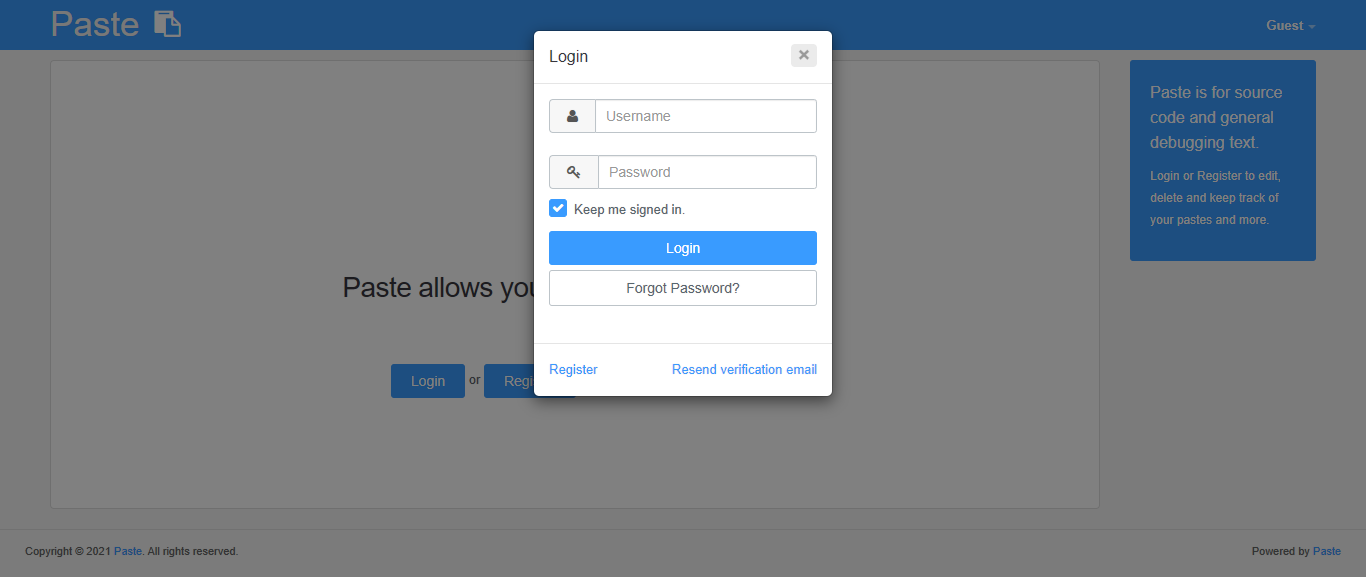 Paste
Guest
Login
×
Username
Password
Keep me signed in.
Login
Forgot Password?
Register
Resend verification email
Paste allows you
Login or Regi
Paste is for source
code and general
debugging text.
Login or Register to edit,
delete and keep track of
your pastes and more.
Copyright © 2021 Paste. All rights reserved.
Powered by Paste